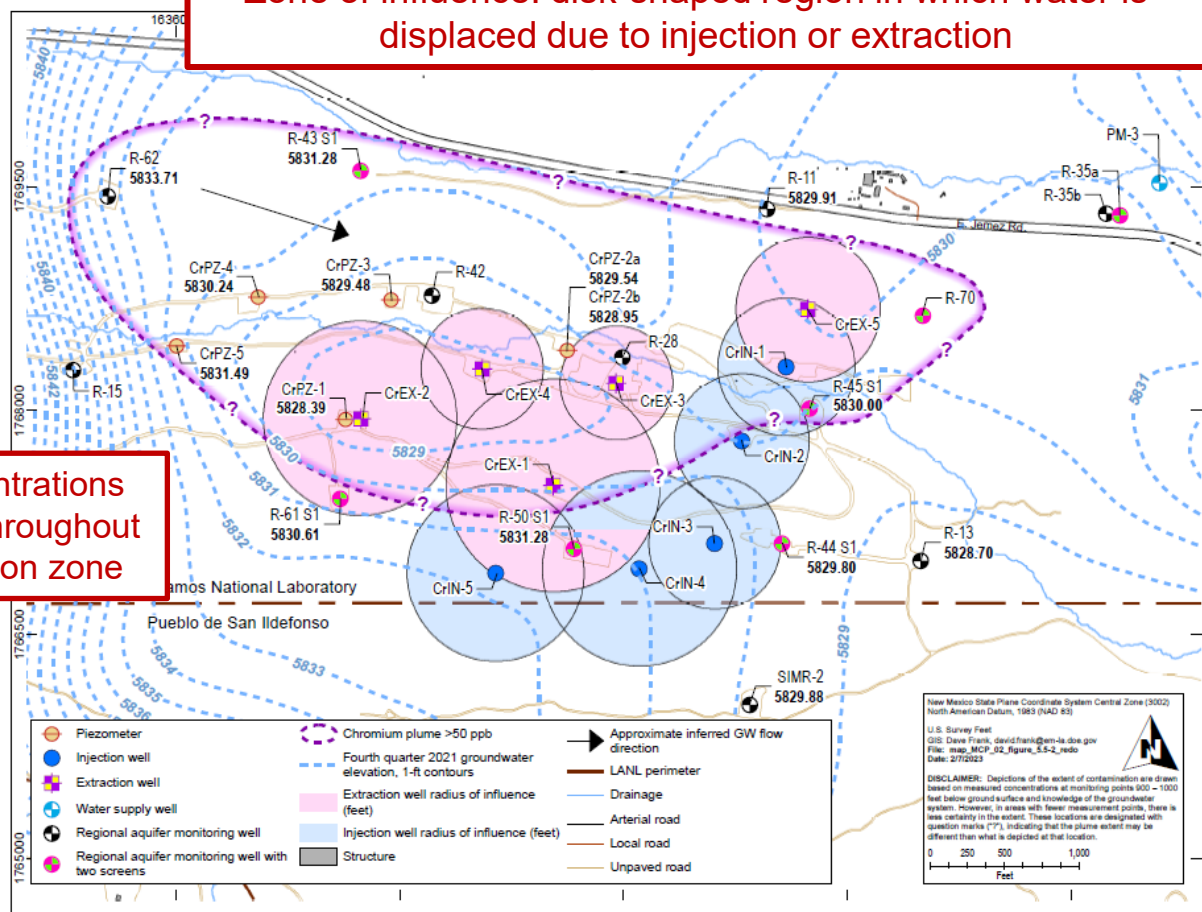 Zone of influence: disk-shaped region in which water is
displaced due to injection or extraction
16360
5840
R-43 S1
5831.28
PM-3
R-62
5833.71
R-35a
R-11
5829.91
R-35b
1769500
E. Jemez Rd.
5830
5840
CrPZ-4
5830.24
CrPZ-3
5829.48
R-42
CrPZ-2a
5829.54
CrPZ-2b
5828.95
R-70
CrEX-5
R-28
CrIN-1
CrPZ-5
5831.49
5842
R-15
5831
CrPZ-1
5828.39
CrEX-2
CrEX-4
CrEX-3
R-45 S1
5830.00
1768000
5829
5830
CrIN-2
CrEX-1
5831
R-61 S1
5830.61
R-50 S1
5831.28
CrIN-3
R-44 S1
5829.80
R-13
5828.70
5832
ntrations
hroughout
on zone
CrIN-5
CrIN-4
amos National Laboratory
Pueblo de San Ildefonso
1766500
5829
5833
5834
5835
5836
SIMR-2
5829.88
1765000
Piezometer
Injection well
Extraction well
Water supply well
Regional aquifer monitoring well
Regional aquifer monitoring well with
two screens
Chromium plume >50 ppb
Fourth quarter 2021 groundwater
elevation, 1-ft contours
Extraction well radius of influence
(feet)
Injection well radius of influence (feet)
Structure
Approximate inferred GW flow
direction
LANL perimeter
Drainage
Arterial road
Local road
Unpaved road
New Mexico State Plane Coordinate System Central Zone (3002)
North American Datum, 1983 (NAD 83)
U.S. Survey Feet
GIS: Dave Frank, david.frank@em-la.doe.gov
File: map_MCP_02_figure_5.5-2_redo
Date: 2/7/2023
N
DISCLAIMER: Depictions of the extent of contamination are drawn
based on measured concentrations at monitoring points 900 – 1000
feet below ground surface and knowledge of the groundwater
system. However, in areas with fewer measurement points, there is
less certainty in the extent. These locations are designated with
question marks ("?"), indicating that the plume extent may be
different than what is depicted at that location.
0 250 500 1,000
Feet